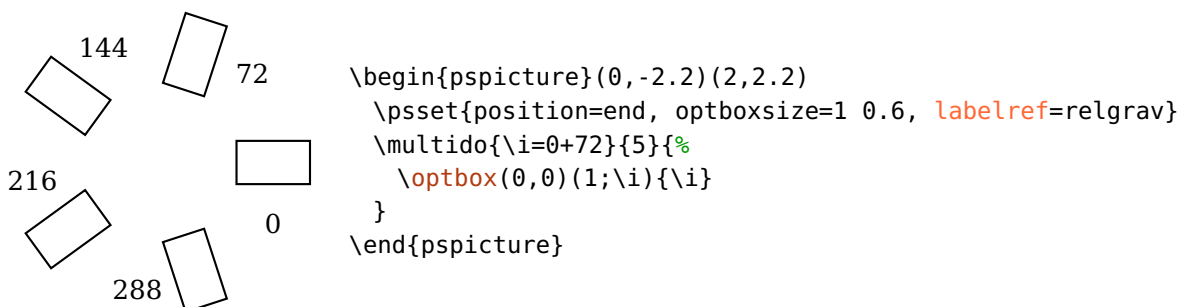 144
72
216
0
288
\begin{pspicture}(0,-2.2)(2,2.2)
\psset{position=end, optboxsize=1 0.6, labelref=relgrav}
\multido{\i=0+72}{5}{%
\optbox(0,0)(1;\i){\i}
}
\end{pspicture}